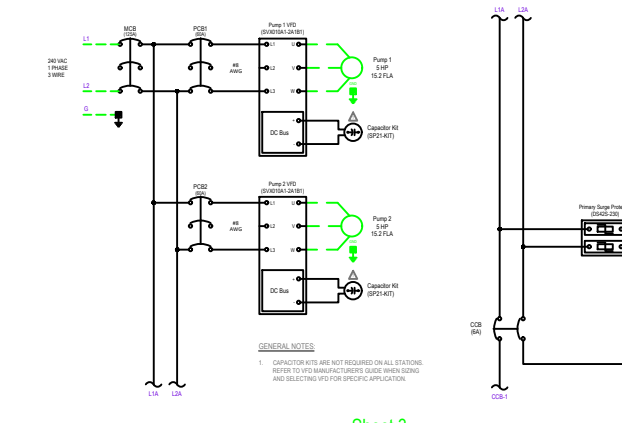 MCB
(125A)
PCB1
(60A)
Pump 1 VFD
(SVX010A1-2A1B1)
L1
L1
U
240 VAC
1 PHASE
3 WIRE
#8
AWG
L2
V
Pump 1
5 HP
15.2 FLA
L2
L3
W
G
DC Bus
+
-
Capacitor Kit
(SP21-KIT)
PCB2
(60A)
Pump 2 VFD
(SVX010A1-2A1B1)
L1
U
#8
AWG
L2
V
Pump 2
5 HP
15.2 FLA
L3
W
DC Bus
+
-
Capacitor Kit
(SP21-KIT)
GENERAL NOTES:
1. CAPACITOR KITS ARE NOT REQUIRED ON ALL STATIONS.
REFER TO VFD MANUFACTURER'S GUIDE WHEN SIZING
AND SELECTING VFD FOR SPECIFIC APPLICATION.
L1A L2A
L1A L2A
Primary Surge Prote
(DS42S-230)
CCB
(6A)
CCB-1